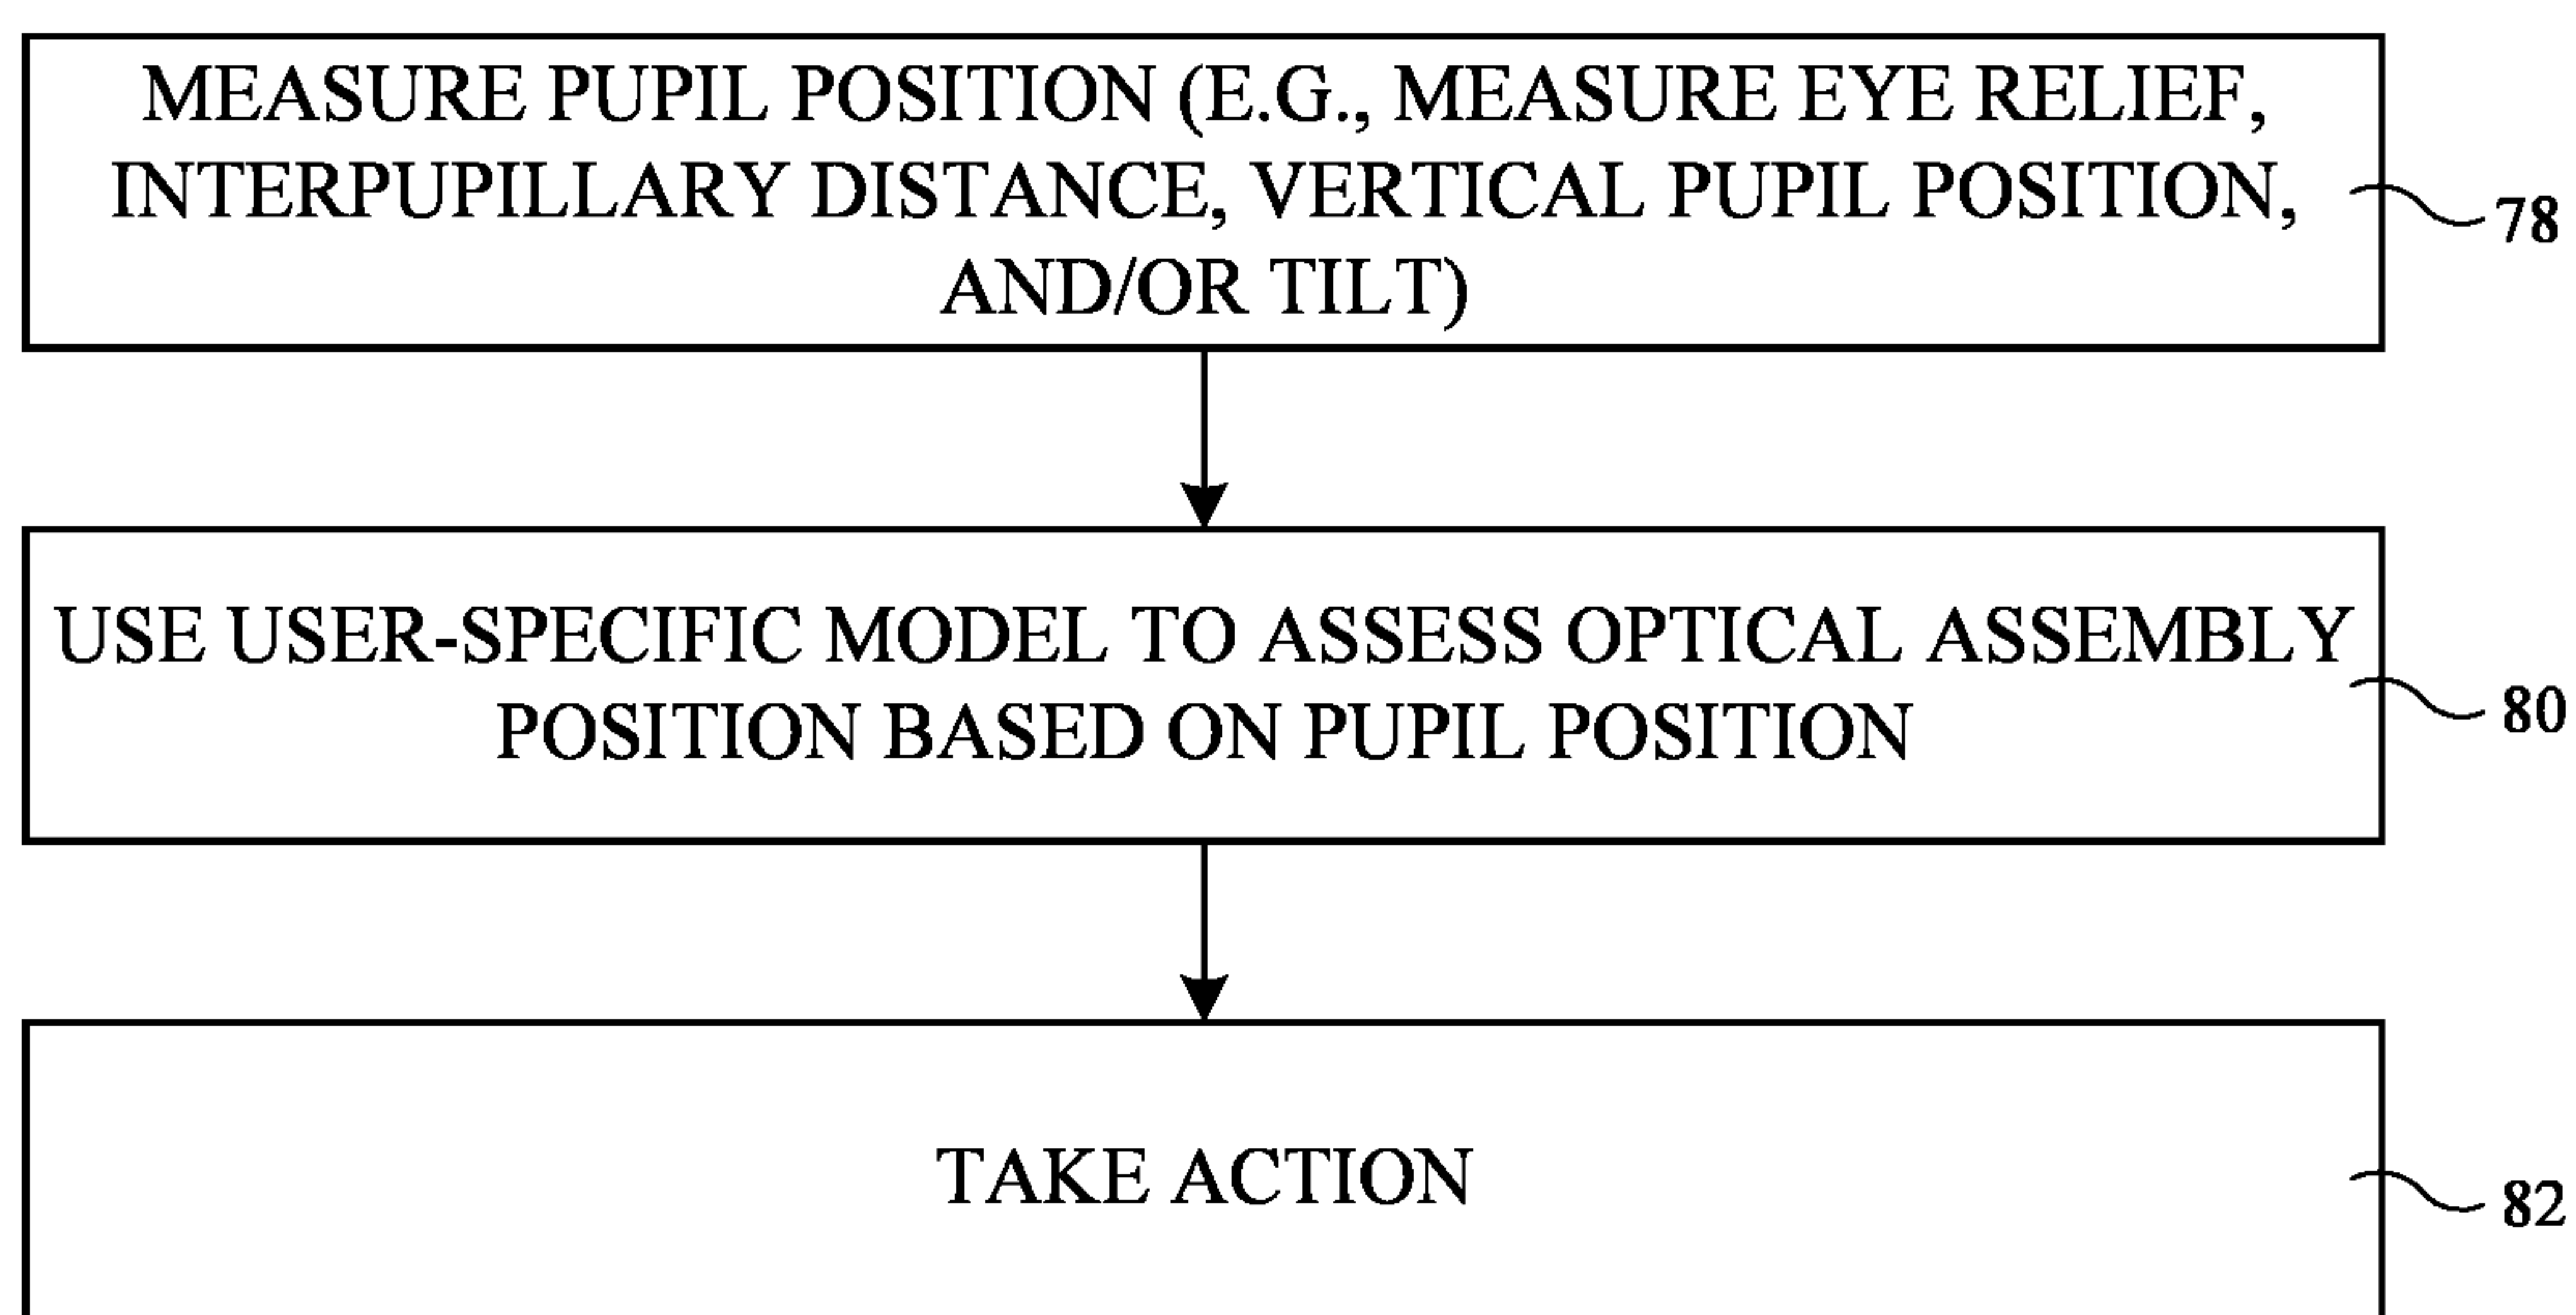 MEASURE PUPIL POSITION (E.G., MEASURE EYE RELIEF,
INTERPUPILLARY DISTANCE, VERTICAL PUPIL POSITION,
AND/OR TILT)
78
USE USER-SPECIFIC MODEL TO ASSESS OPTICAL ASSEMBLY
POSITION BASED ON PUPIL POSITION
80
TAKE ACTION
82